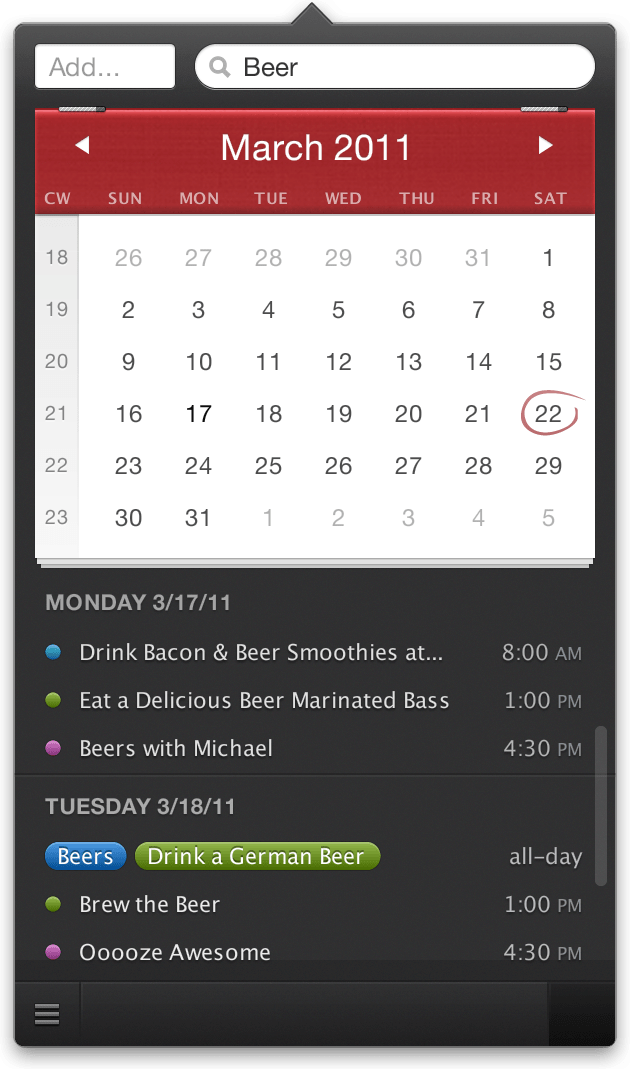 Add... Beer
March 2011
CW SUN MON TUE WED THU FRI SAT
18 26 27 28 29 30 31 1
19 2 3 4 5 6 7 8
20 9 10 11 12 13 14 15
21 16 17 18 19 20 21 22
22 23 24 25 26 27 28 29
23 30 31 1 2 3 4 5
MONDAY 3/17/11
Drink Bacon & Beer Smoothies at... 8:00 AM
Eat a Delicious Beer Marinated Bass 1:00 PM
Beers with Michael 4:30 PM
TUESDAY 3/18/11
Beers Drink a German Beer all-day
Brew the Beer 1:00 PM
Ooooze Awesome 4:30 PM